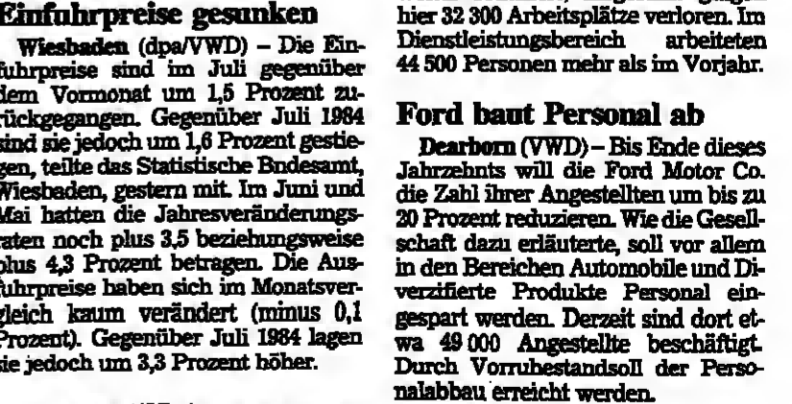 Einfuhrpreise gesunken
Wiesbaden (dpa/VWD) – Die Ein-
fuhrpreise sind im Juli gegenüber
dem Vormonat um 1,5 Prozent zu-
rückgegangen. Gegenüber Juli 1984
sind sie jedoch um 1,6 Prozent gestie-
gen, teilte das Statistische Bndesamt,
Wiesbaden, gestern mit. Im Juni und
Mai hatten die Jahresveränderungs-
raten noch plus 3,5 beziehungsweise
plus 4,3 Prozent betragen. Die Aus-
fuhrpreise haben sich im Monatsver-
gleich kaum verändert (minus 0,1
Prozent). Gegenüber Juli 1984 lagen
sie jedoch um 3,3 Prozent höher.
hier 32 300 Arbeitsplätze verloren. Im
Dienstleistungsbereich arbeiteten
44 500 Personen mehr als im Vorjahr.
Ford baut Personal ab
Dearborn (VWD) – Bis Ende dieses
Jahrzehnts will die Ford Motor Co.
die Zahl ihrer Angestellten um bis zu
20 Prozent reduzieren. Wie die Gesell-
schaft dazu erläuterte, soll vor allem
in den Bereichen Automobile und Di-
verzifierte Produkte Personal ein-
gespart werden. Derzeit sind dort et-
wa 49 000 Angestellte beschäftigt.
Durch Vorruhestandsoll der Perso-
nalabbau erreicht werden.